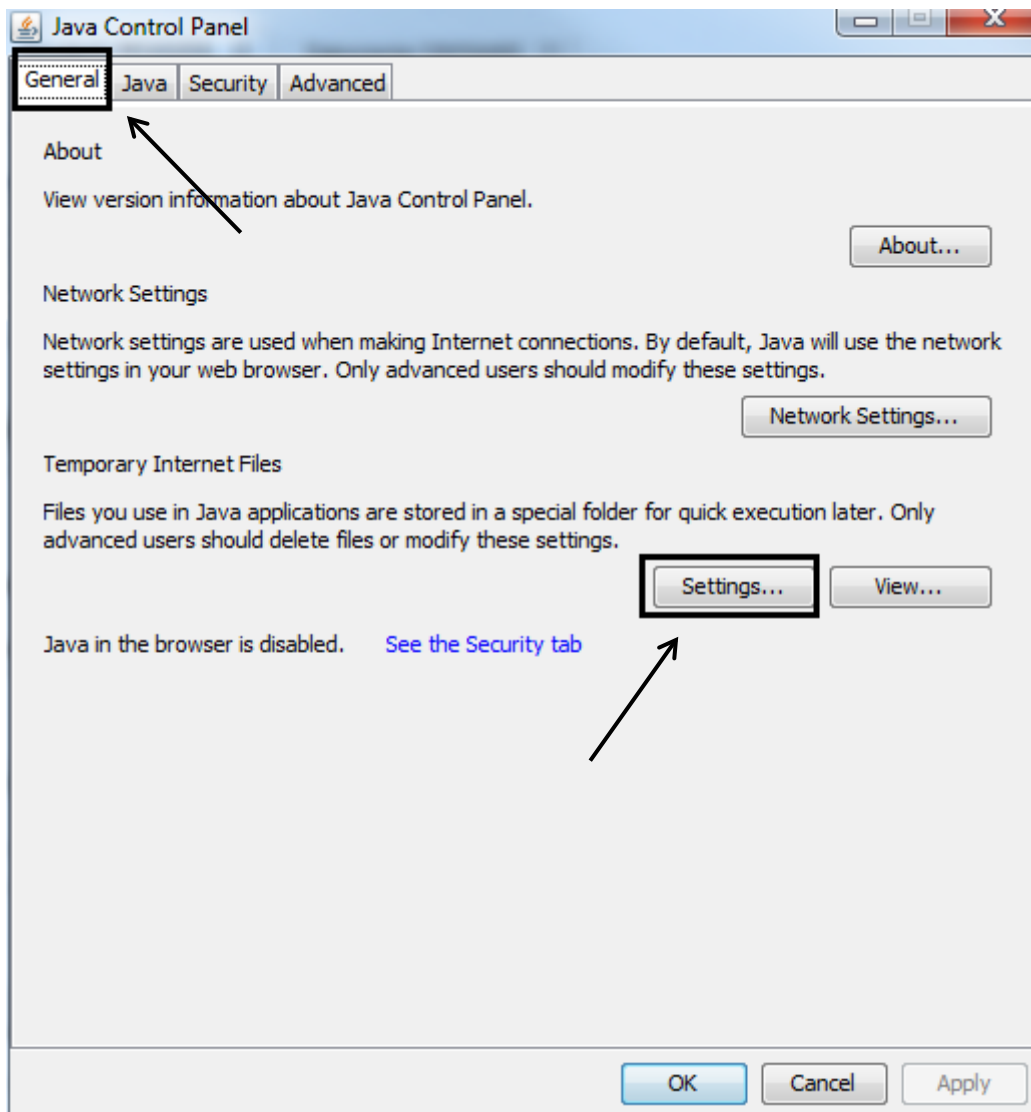 Java Control Panel
General Java Security Advanced
About
View version information about Java Control Panel.
About...
Network Settings
Network settings are used when making Internet connections. By default, Java will use the network
settings in your web browser. Only advanced users should modify these settings.
Network Settings...
Temporary Internet Files
Files you use in Java applications are stored in a special folder for quick execution later. Only
advanced users should delete files or modify these settings.
Settings... View...
Java in the browser is disabled. See the Security tab
OK Cancel Apply